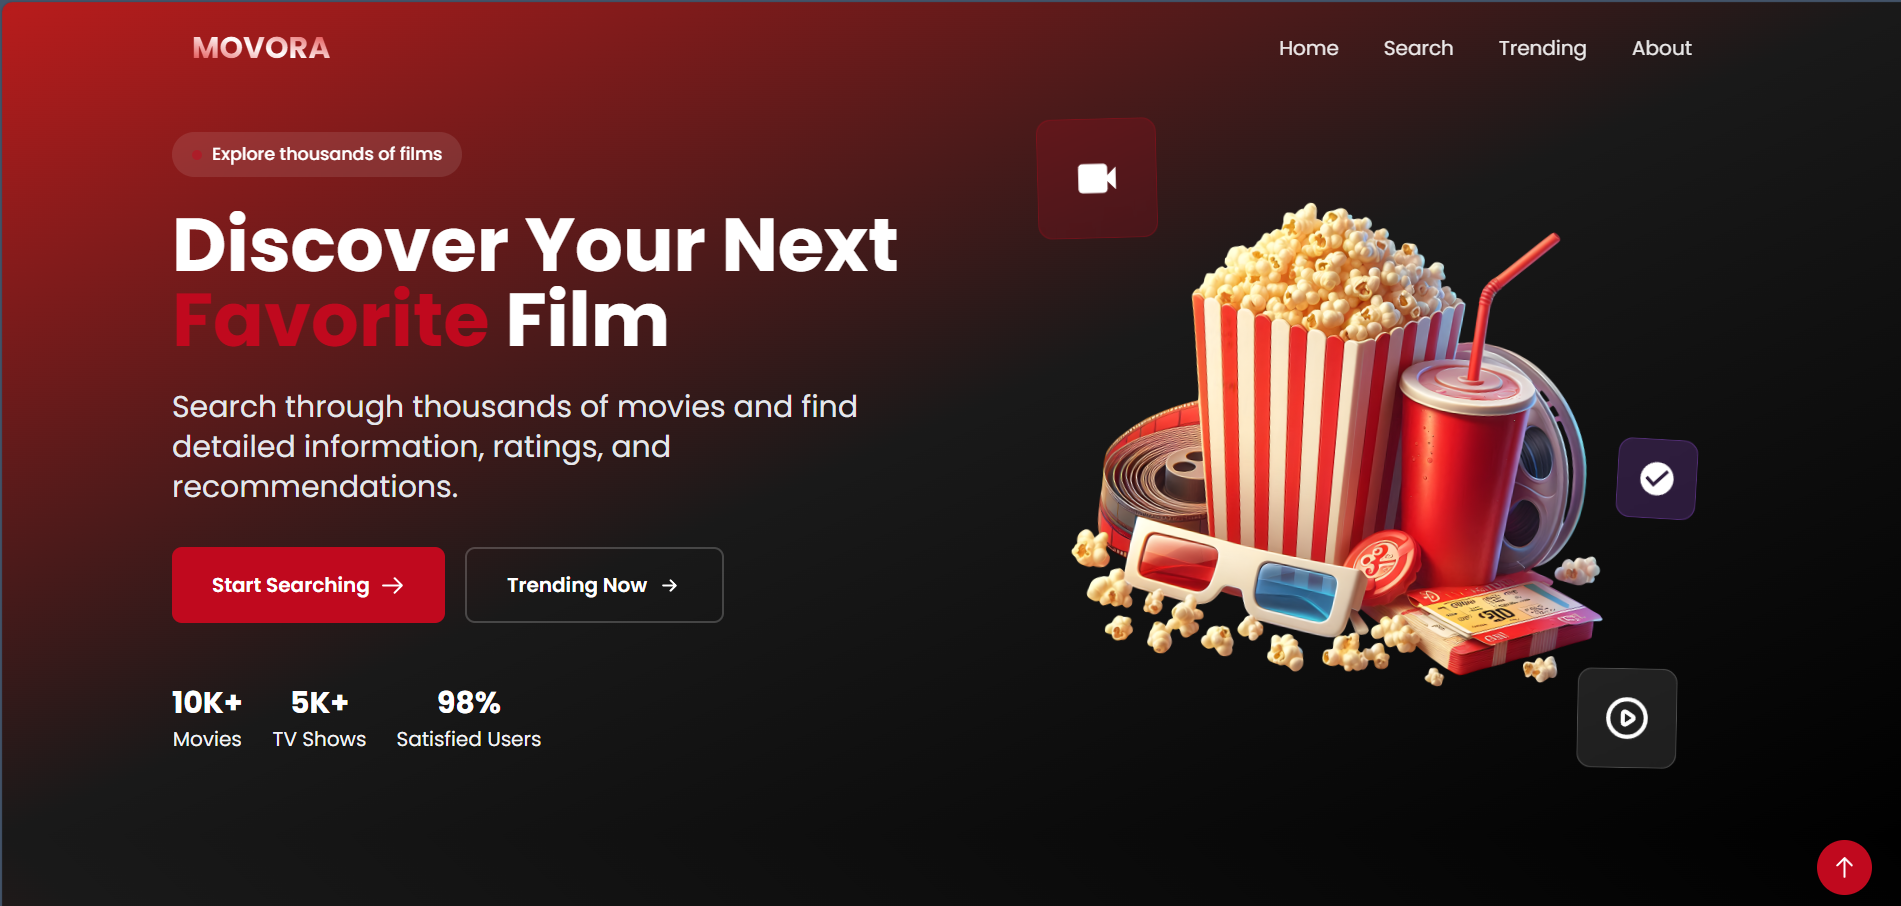 MOVORA
Home Search Trending About
Explore thousands of films
Discover Your Next
Favorite Film
Search through thousands of movies and find
detailed information, ratings, and
recommendations.
Start Searching → Trending Now →
10K+ 5K+ 98%
Movies TV Shows Satisfied Users